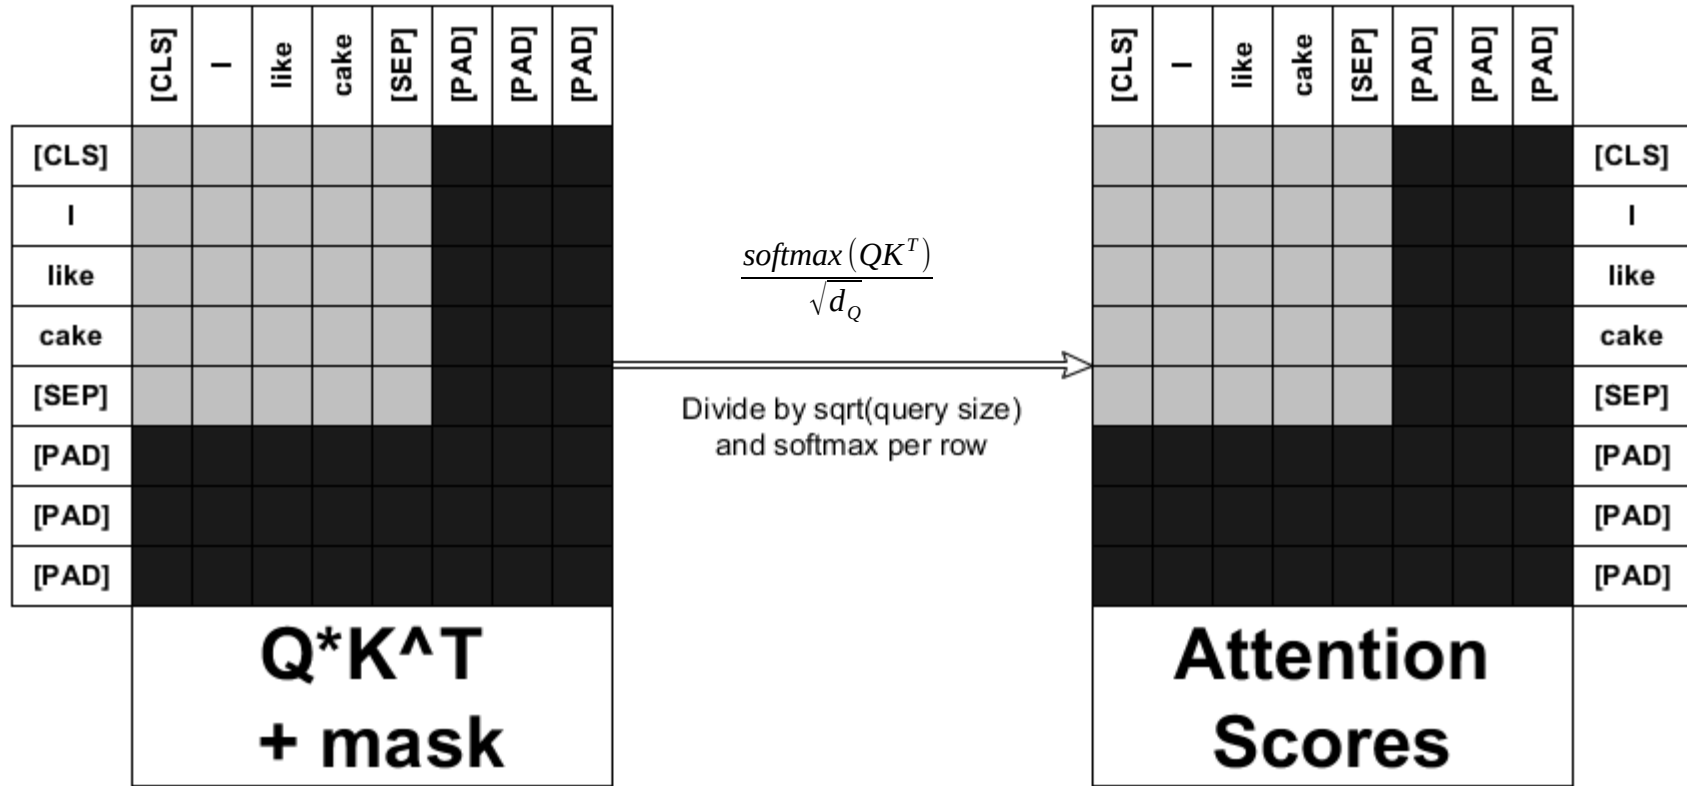 [CLS] I like cake [SEP] [PAD] [PAD] [PAD]
[CLS]
I
like
cake
[SEP]
[PAD]
[PAD]
[PAD]
Q*K^T
+ mask
softmax(QK^T)
√d_Q
Divide by sqrt(query size)
and softmax per row
[CLS] I like cake [SEP] [PAD] [PAD] [PAD]
[CLS]
I
like
cake
[SEP]
[PAD]
[PAD]
[PAD]
Attention
Scores